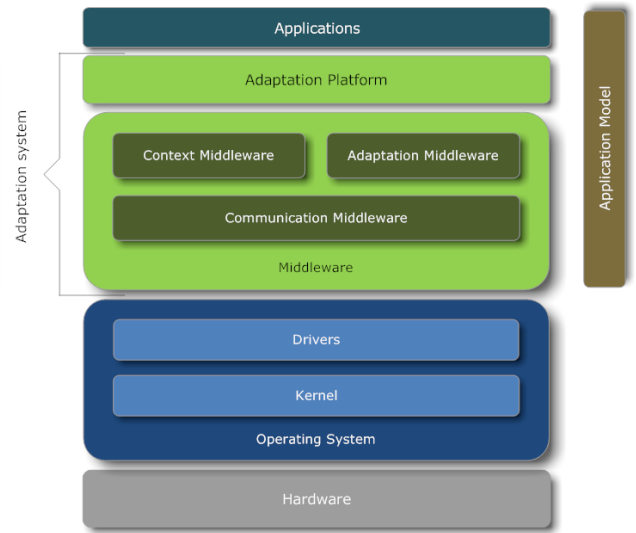 Applications
Adaptation Platform
Adaptation system
Context Middleware
Adaptation Middleware
Communication Middleware
Middleware
Application Model
Drivers
Kernel
Operating System
Hardware